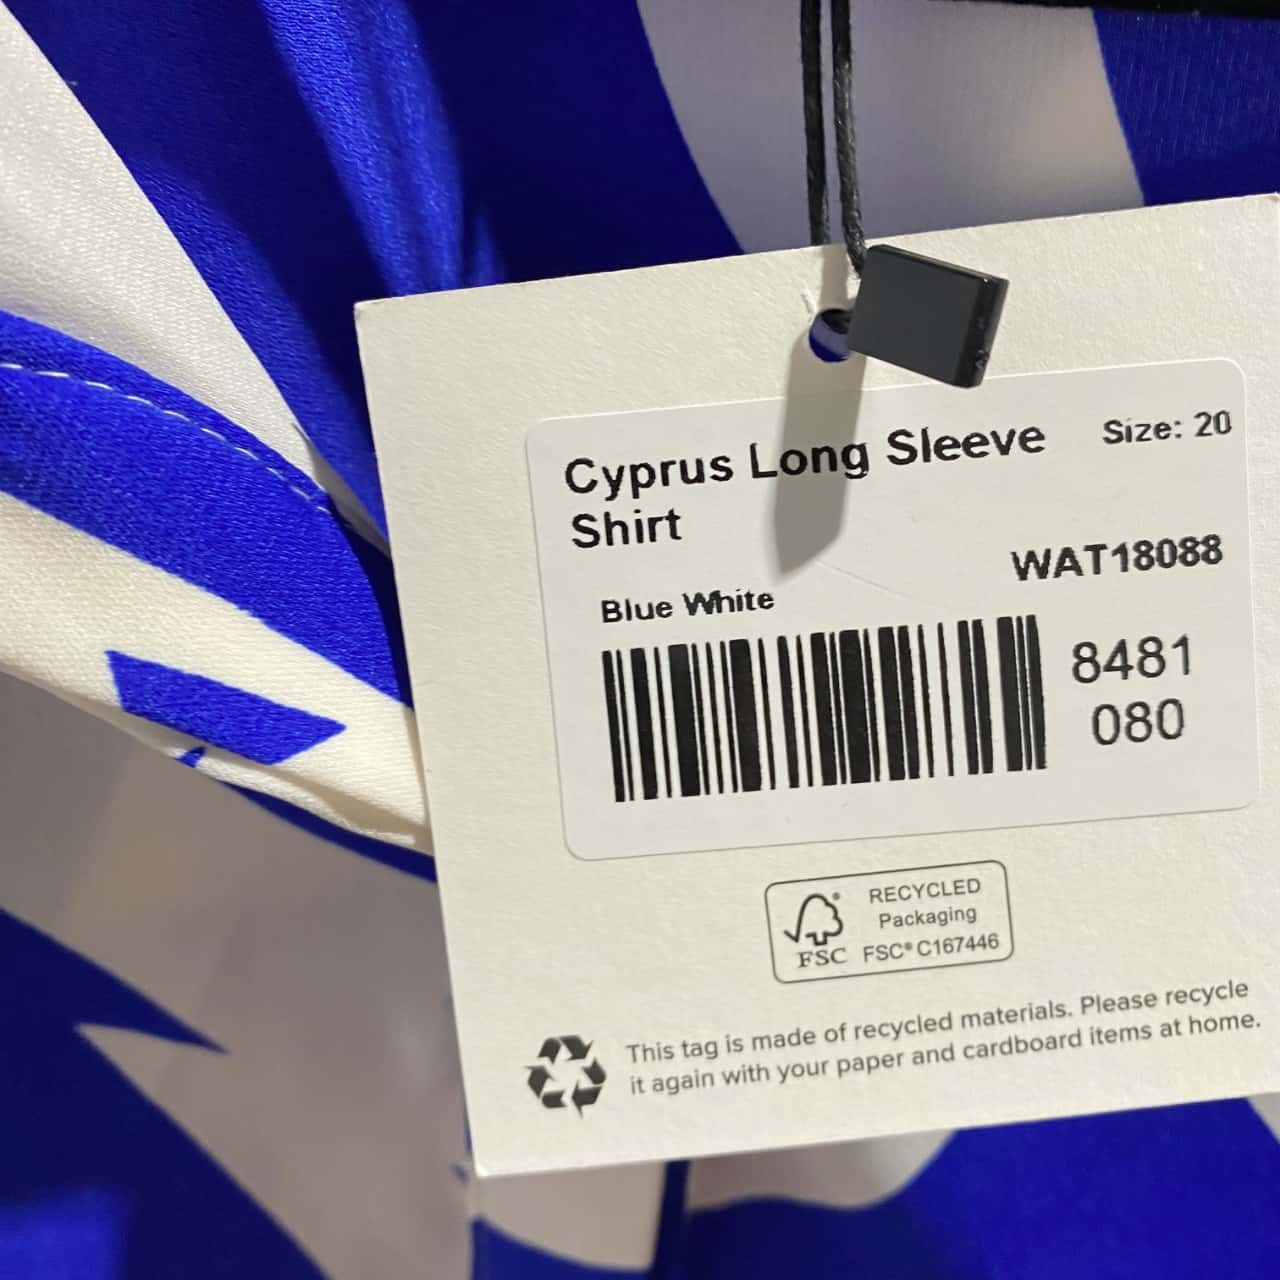 Cyprus Long Sleeve Size: 20
Shirt
WAT18088
Blue White
8481
080
RECYCLED
Packaging
FSC FSC® C167446
This tag is made of recycled materials. Please recycle
it again with your paper and cardboard items at home.